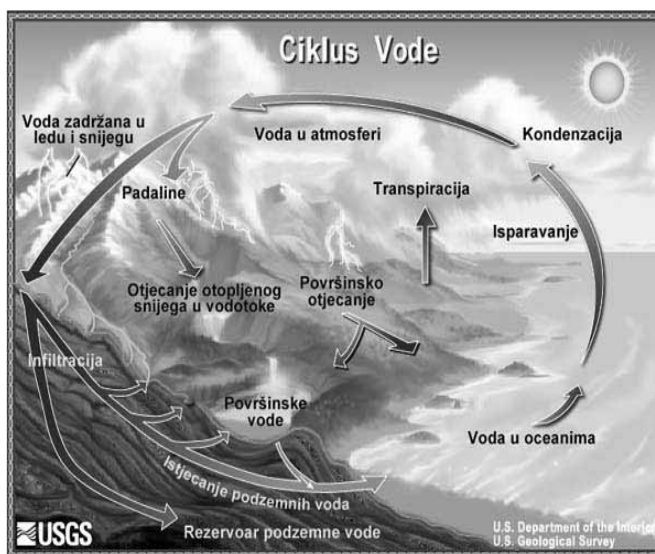 Ciklus Vode
Voda zadržana u
ledu i snijegu
Voda u atmosferi
Kondenzacija
Padaline
Transpiracija
Isparavanje
Otjecanje otopljenog
snijega u vodotoke
Površinsko
otjecanje
Infiltracija
Površinske
vode
Voda u oceanima
Istjecanje podzemnih voda
Rezervoar podzemne vode
USGS
U.S. Department of the Interior
U.S. Geological Survey